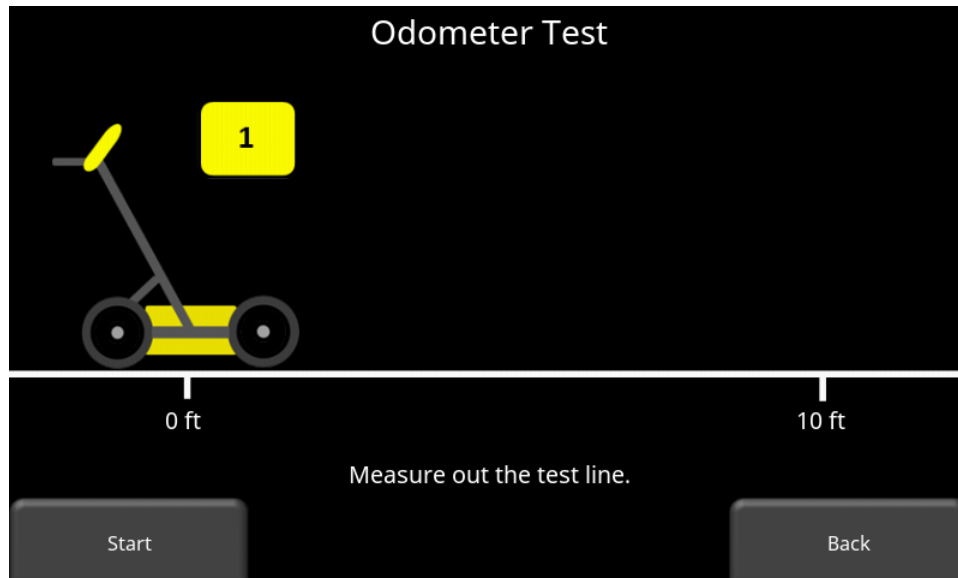 Odometer Test
1
0 ft
10 ft
Measure out the test line.
Start
Back